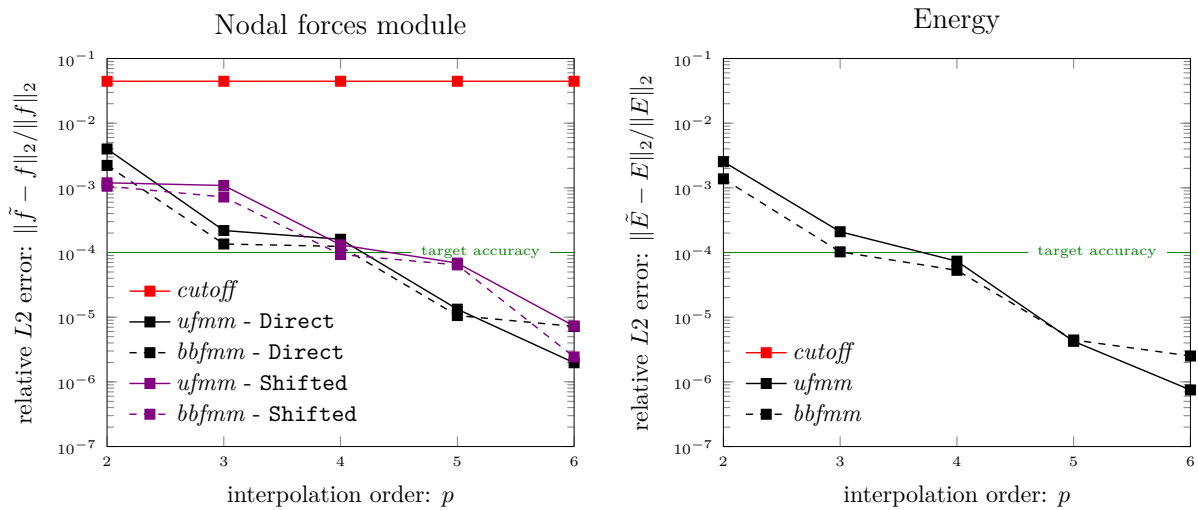 Nodal forces module
relative L2 error: ‖f̃ − f‖₂/‖f‖₂
10⁻¹
10⁻²
10⁻³
10⁻⁴
10⁻⁵
10⁻⁶
10⁻⁷
target accuracy
cutoff
ufmm - Direct
bbfmm - Direct
ufmm - Shifted
bbfmm - Shifted
2 3 4 5 6
interpolation order: p
Energy
relative L2 error: ‖Ẽ − E‖₂/‖E‖₂
10⁻¹
10⁻²
10⁻³
10⁻⁴
10⁻⁵
10⁻⁶
10⁻⁷
target accuracy
cutoff
ufmm
bbfmm
2 3 4 5 6
interpolation order: p